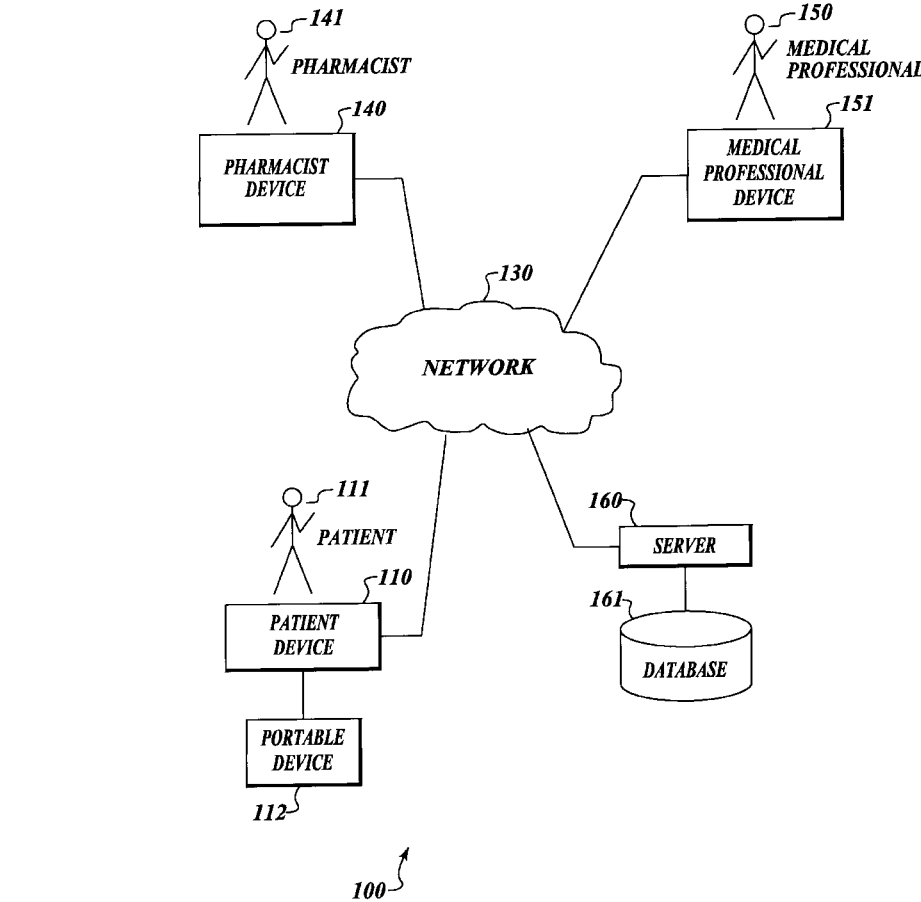 141
PHARMACIST
140
PHARMACIST
DEVICE
150
MEDICAL
PROFESSIONAL
151
MEDICAL
PROFESSIONAL
DEVICE
130
NETWORK
111
PATIENT
110
PATIENT
DEVICE
PORTABLE
DEVICE
112
160
SERVER
161
DATABASE
100